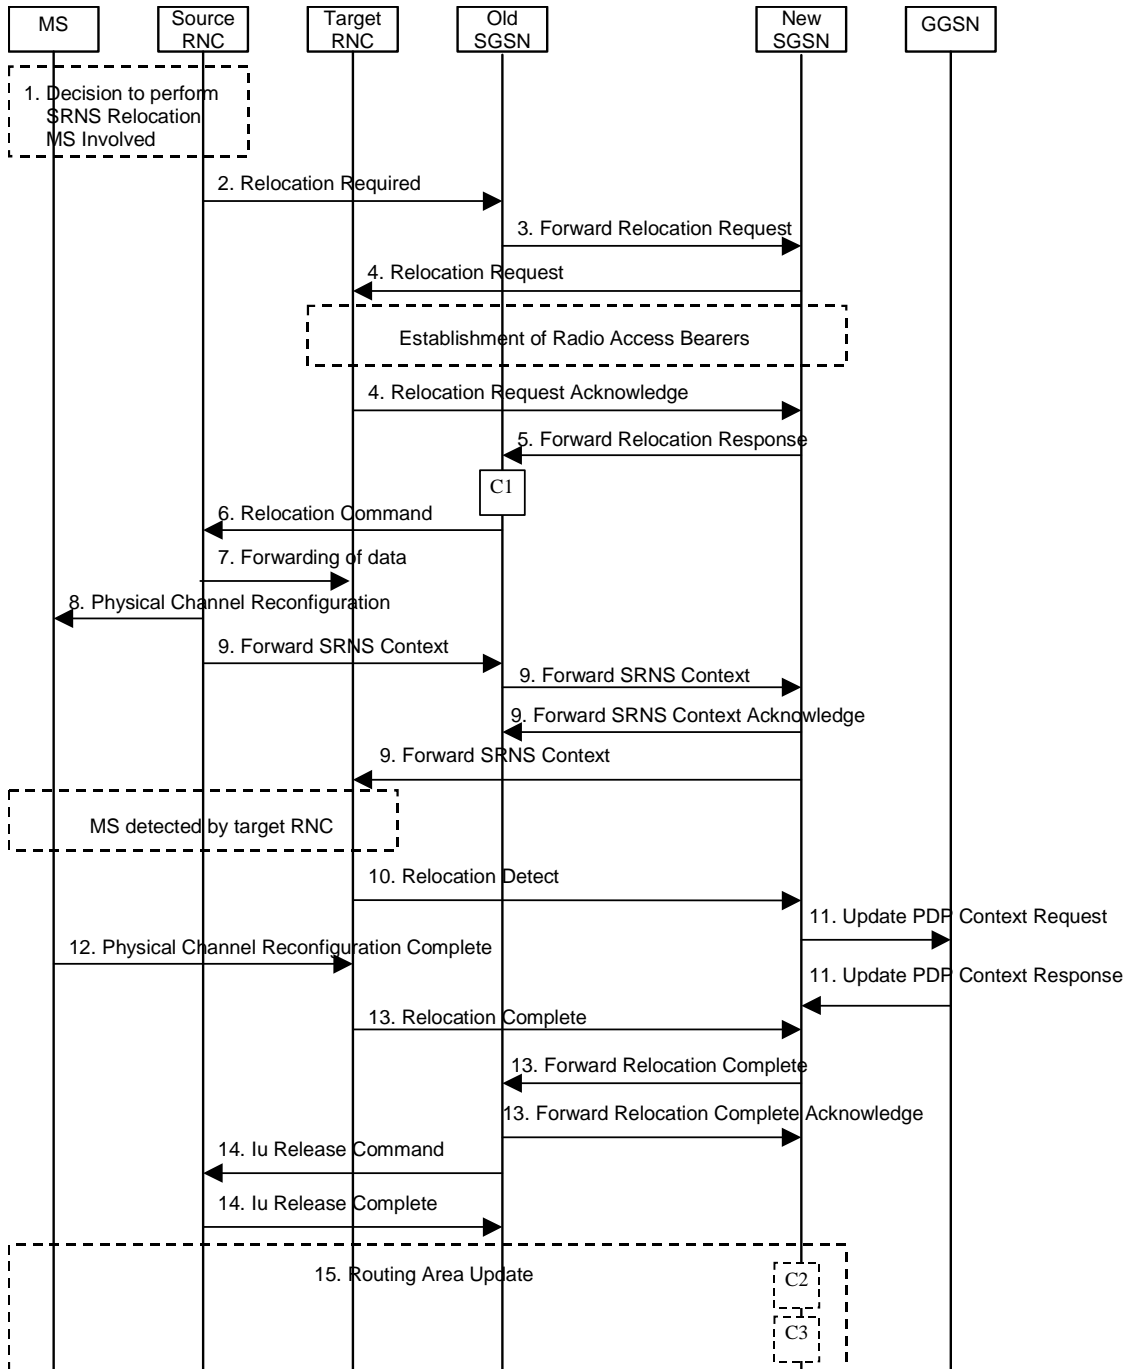 MS
Source
RNC
Target
RNC
Old
SGSN
New
SGSN
GGSN
1. Decision to perform
SRNS Relocation
MS Involved
2. Relocation Required
3. Forward Relocation Request
4. Relocation Request
Establishment of Radio Access Bearers
4. Relocation Request Acknowledge
5. Forward Relocation Response
C1
6. Relocation Command
7. Forwarding of data
8. Physical Channel Reconfiguration
9. Forward SRNS Context
9. Forward SRNS Context
9. Forward SRNS Context Acknowledge
9. Forward SRNS Context
MS detected by target RNC
10. Relocation Detect
11. Update PDP Context Request
12. Physical Channel Reconfiguration Complete
11. Update PDP Context Response
13. Relocation Complete
13. Forward Relocation Complete
13. Forward Relocation Complete Acknowledge
14. Iu Release Command
14. Iu Release Complete
15. Routing Area Update
C2
C3